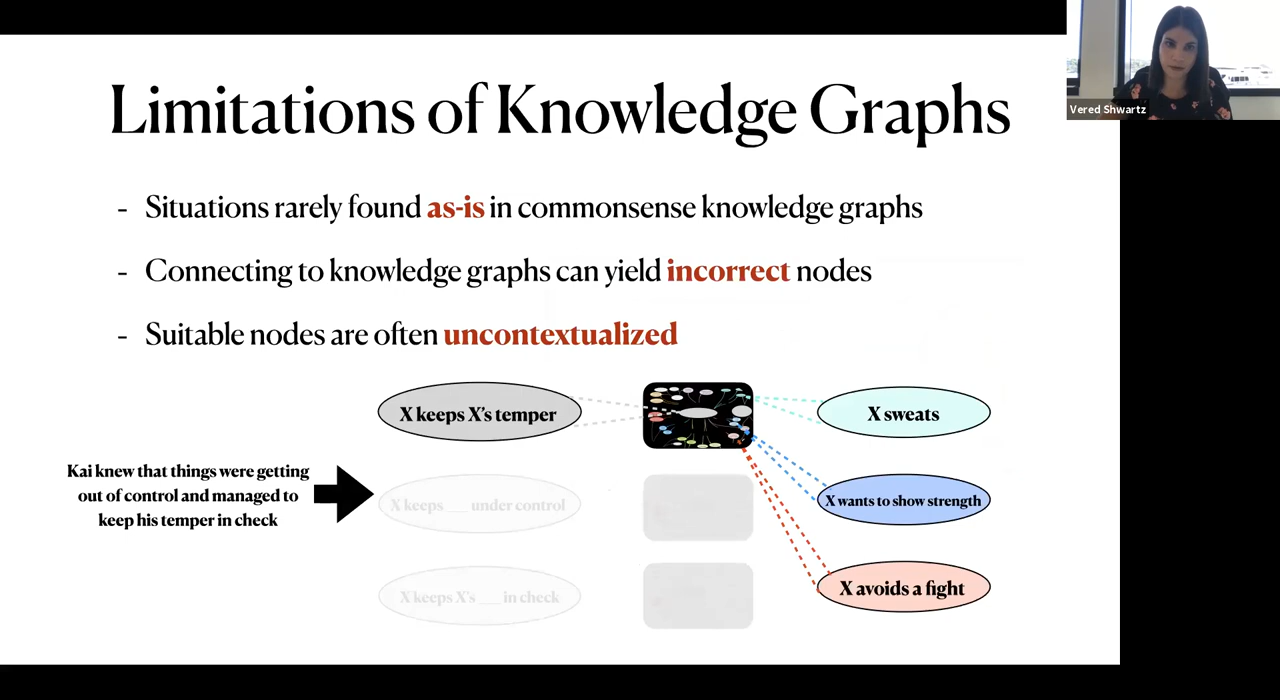 Vered Shwartz
Limitations of Knowledge Graphs
- Situations rarely found as-is in commonsense knowledge graphs
- Connecting to knowledge graphs can yield incorrect nodes
- Suitable nodes are often uncontextualized
X keeps X's temper
X sweats
Kai knew that things were getting
out of control and managed to
keep his temper in check
X keeps ___ under control
X wants to show strength
X keeps X's ___ in check
X avoids a fight